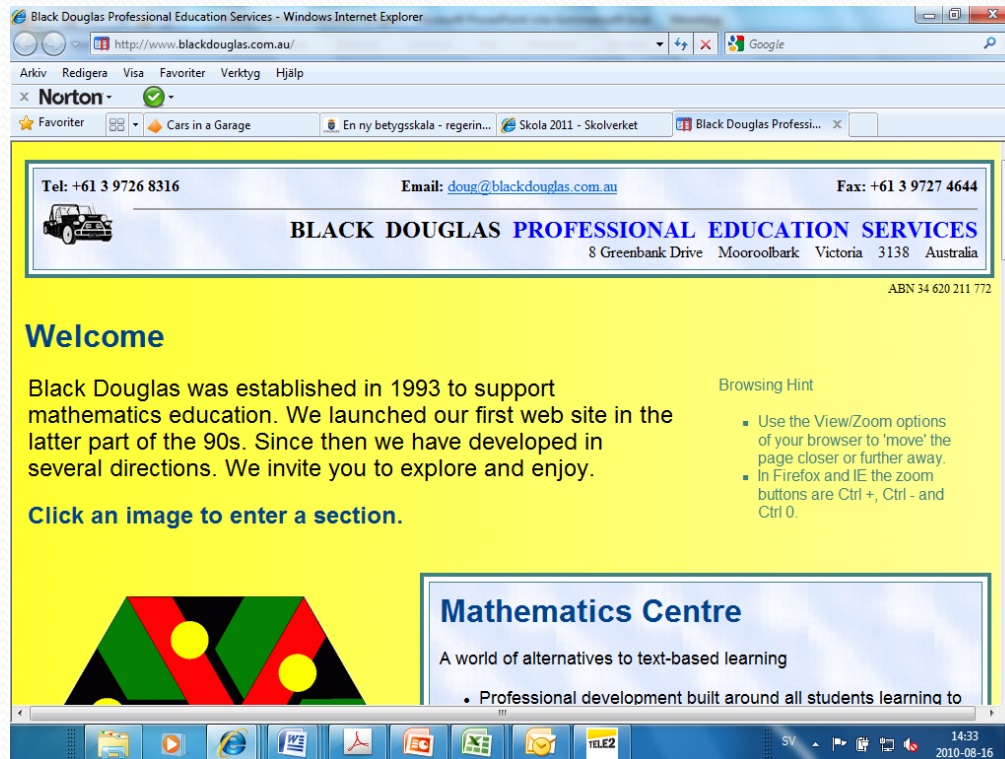 Black Douglas Professional Education Services - Windows Internet Explorer
http://www.blackdouglas.com.au/
Google
Arkiv Redigera Visa Favoriter Verktyg Hjälp
x Norton
Favoriter
Cars in a Garage
En ny betygsskala - regerin...
Skola 2011 - Skolverket
Black Douglas Professi... X
Tel: +61 3 9726 8316
Email: doug@blackdouglas.com.au
Fax: +61 3 9727 4644
BLACK DOUGLAS PROFESSIONAL EDUCATION SERVICES
8 Greenbank Drive Mooroolbark Victoria 3138 Australia
ABN 34 620 211 772
Welcome
Black Douglas was established in 1993 to support
mathematics education. We launched our first web site in the
latter part of the 90s. Since then we have developed in
several directions. We invite you to explore and enjoy.
Click an image to enter a section.
Browsing Hint
Use the View/Zoom options
of your browser to 'move' the
page closer or further away.
In Firefox and IE the zoom
buttons are Ctrl +, Ctrl - and
Ctrl 0.
Mathematics Centre
A world of alternatives to text-based learning
• Professional development built around all students learning to
TELE2
SV
14:33
2010-08-16